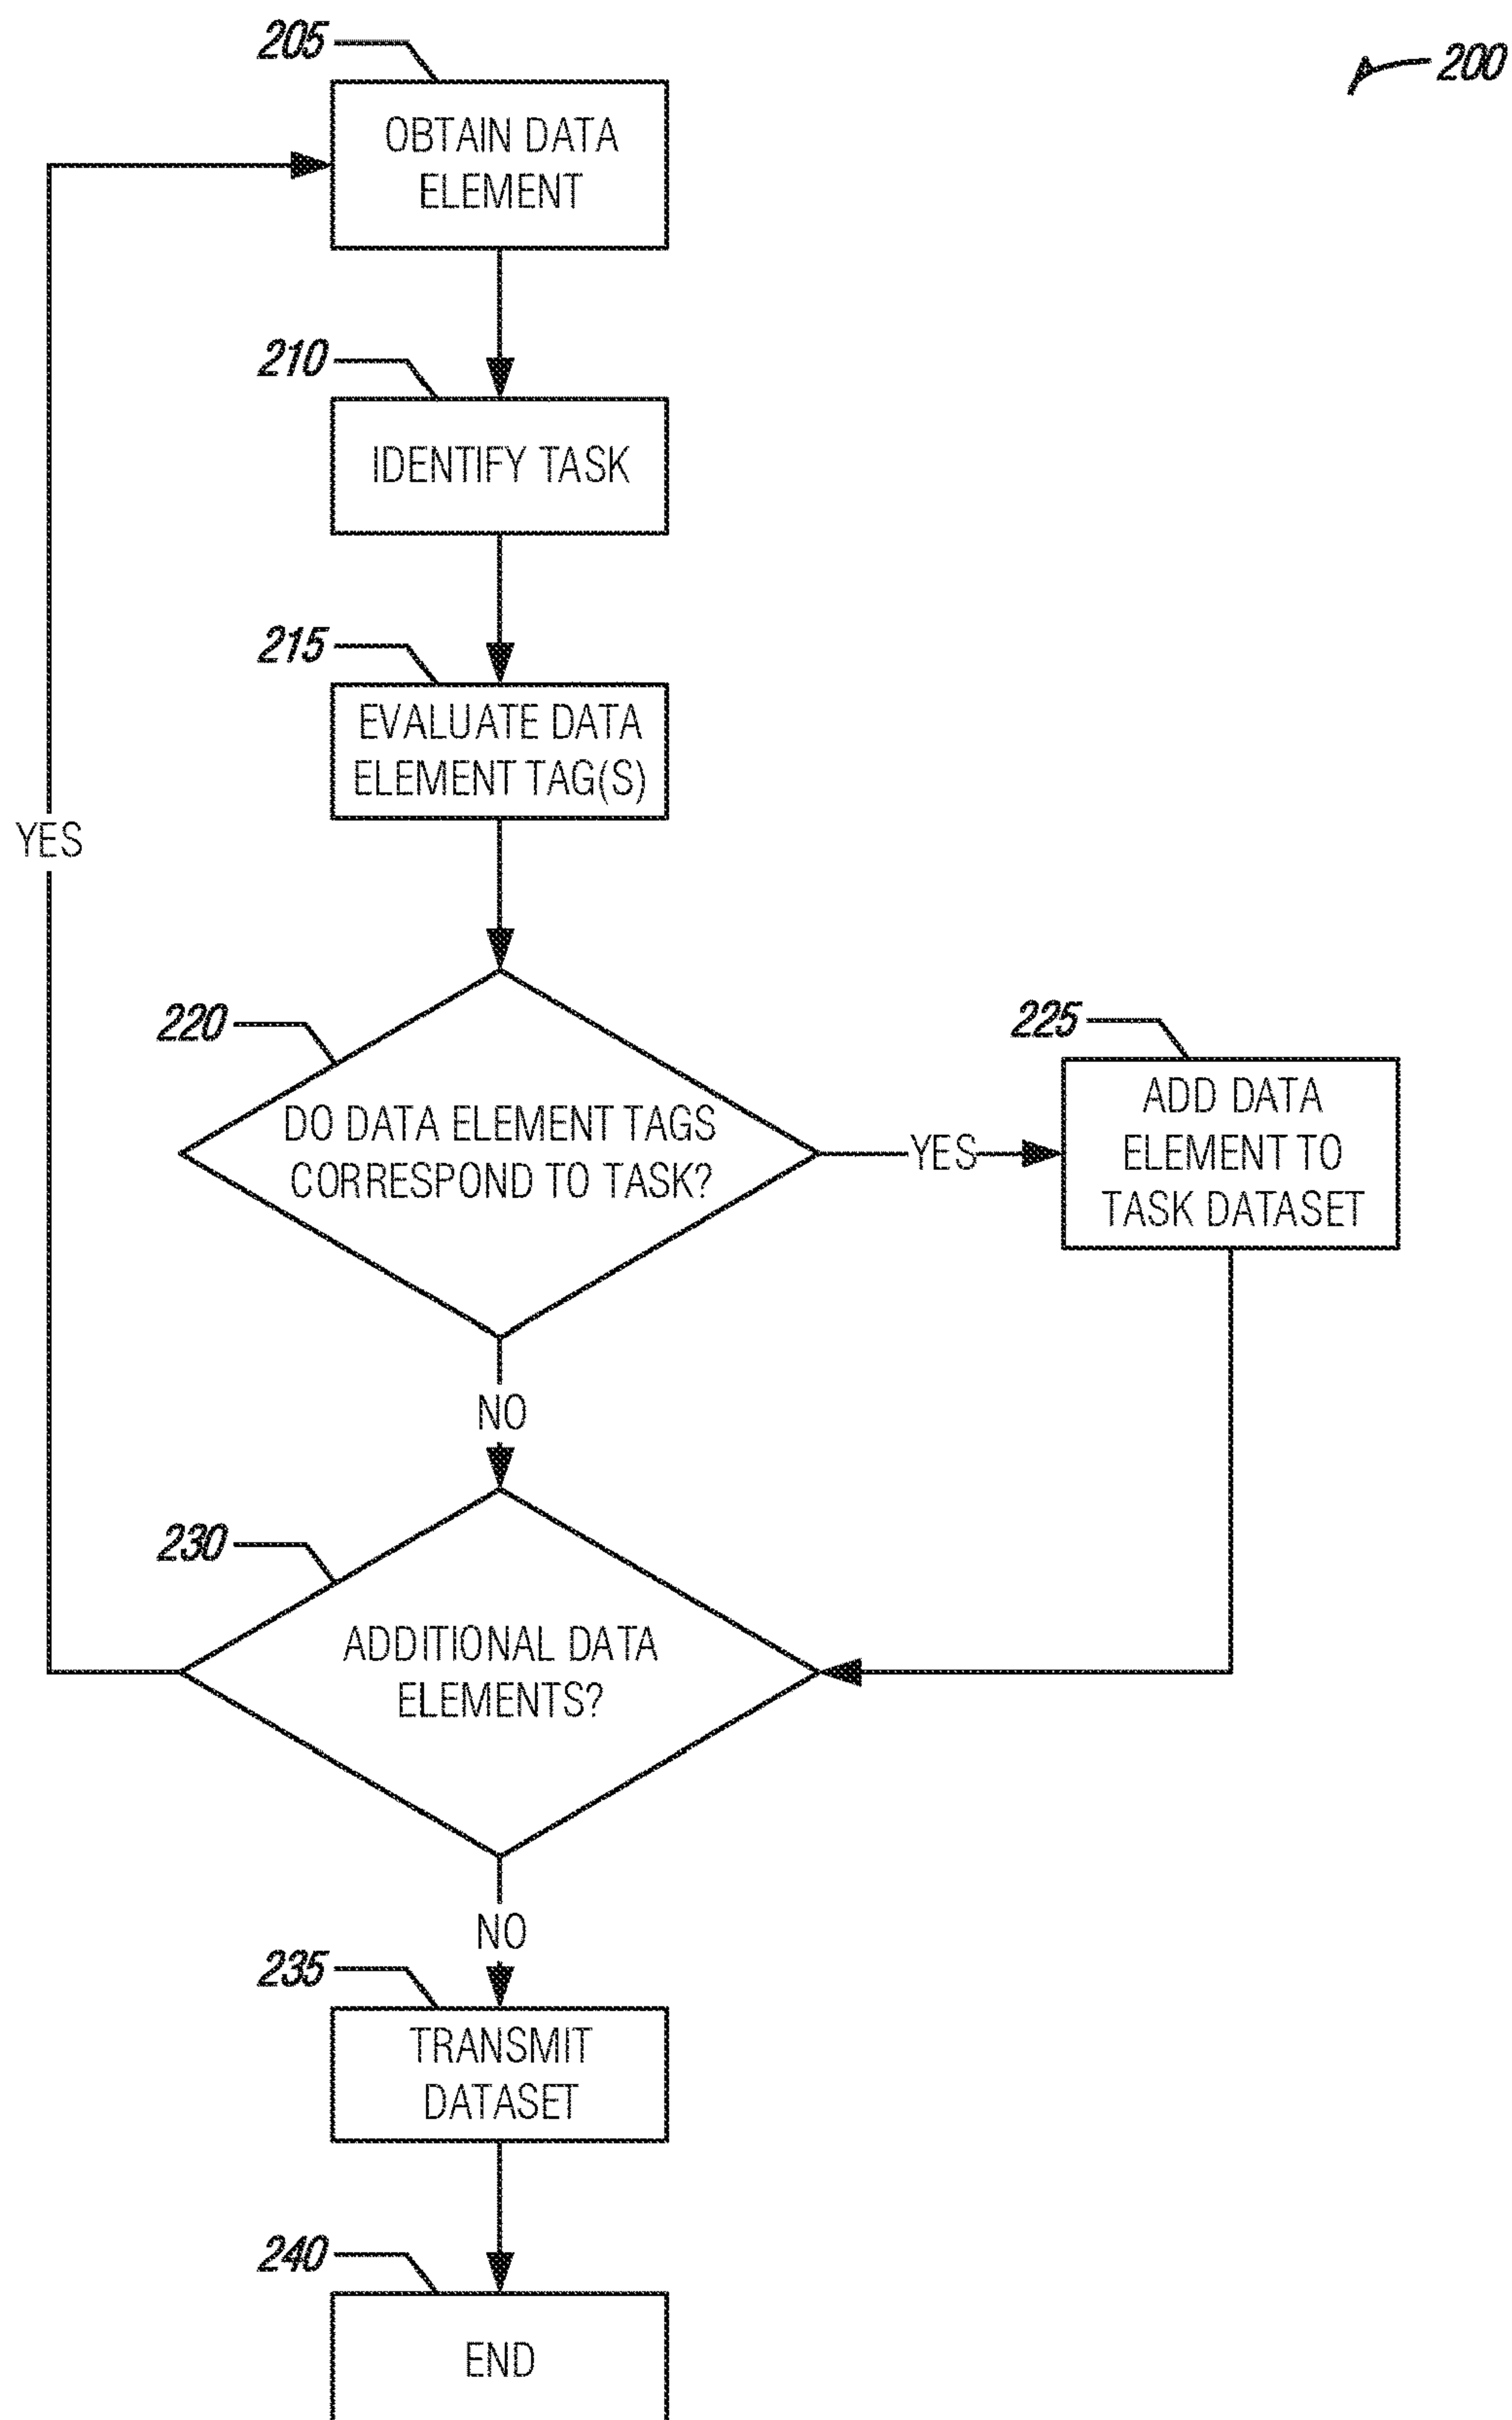 205
200
OBTAIN DATA
ELEMENT
210
IDENTIFY TASK
215
EVALUATE DATA
ELEMENT TAG(S)
YES
220
225
DO DATA ELEMENT TAGS
CORRESPOND TO TASK?
YES
ADD DATA
ELEMENT TO
TASK DATASET
NO
230
ADDITIONAL DATA
ELEMENTS?
NO
235
TRANSMIT
DATASET
240
END